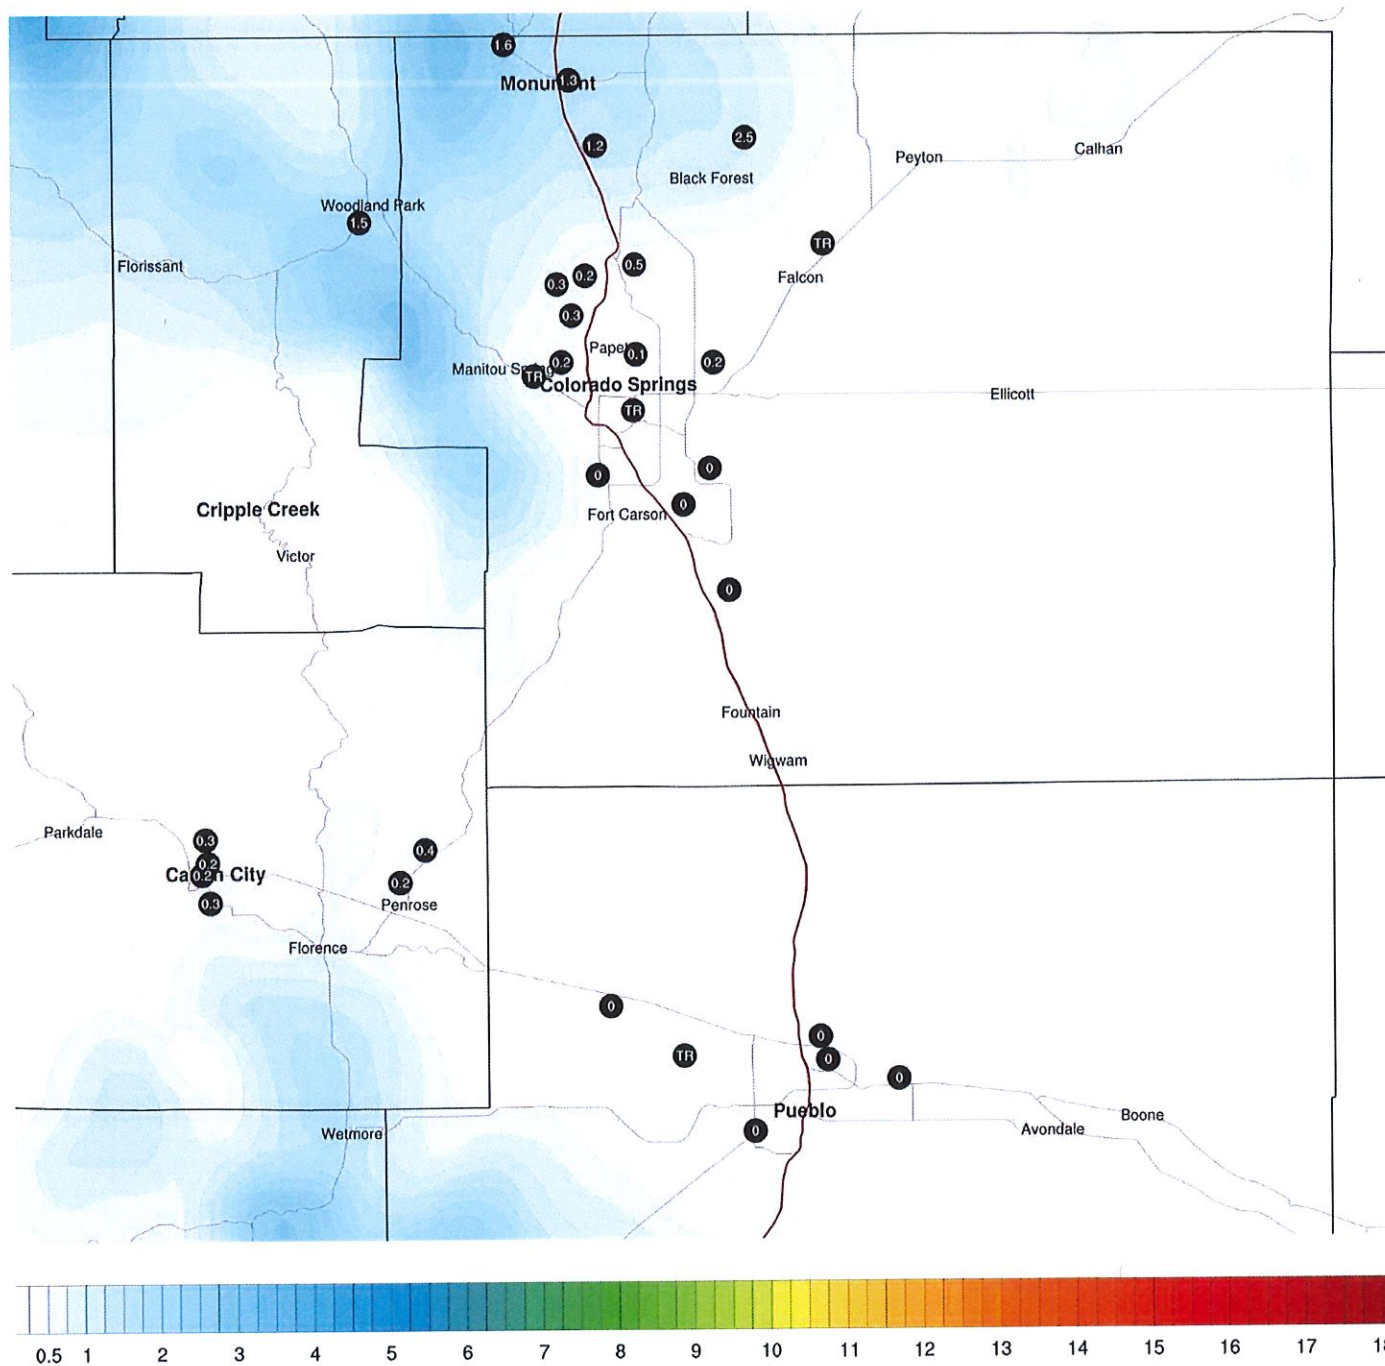 1.6
Monument
1.3
1.2
2.5
Calhan
Peyton
Black Forest
Woodland Park
1.5
TR
Florissant
0.5
0.2
0.3
Falcon
0.3
0.1
0.2
0.2
Manitou Springs
TR
Colorado Springs
Ellicott
TR
0
0
0
Cripple Creek
Fort Carson
Victor
0
Fountain
Wigwam
Parkdale
0.3
0.4
0.2
Cañon City
0.2
0.2
0.3
Penrose
Florence
0
0
TR
0
0
Pueblo
Boone
Avondale
0
Wetmore
0.5 1 2 3 4 5 6 7 8 9 10 11 12 13 14 15 16 17